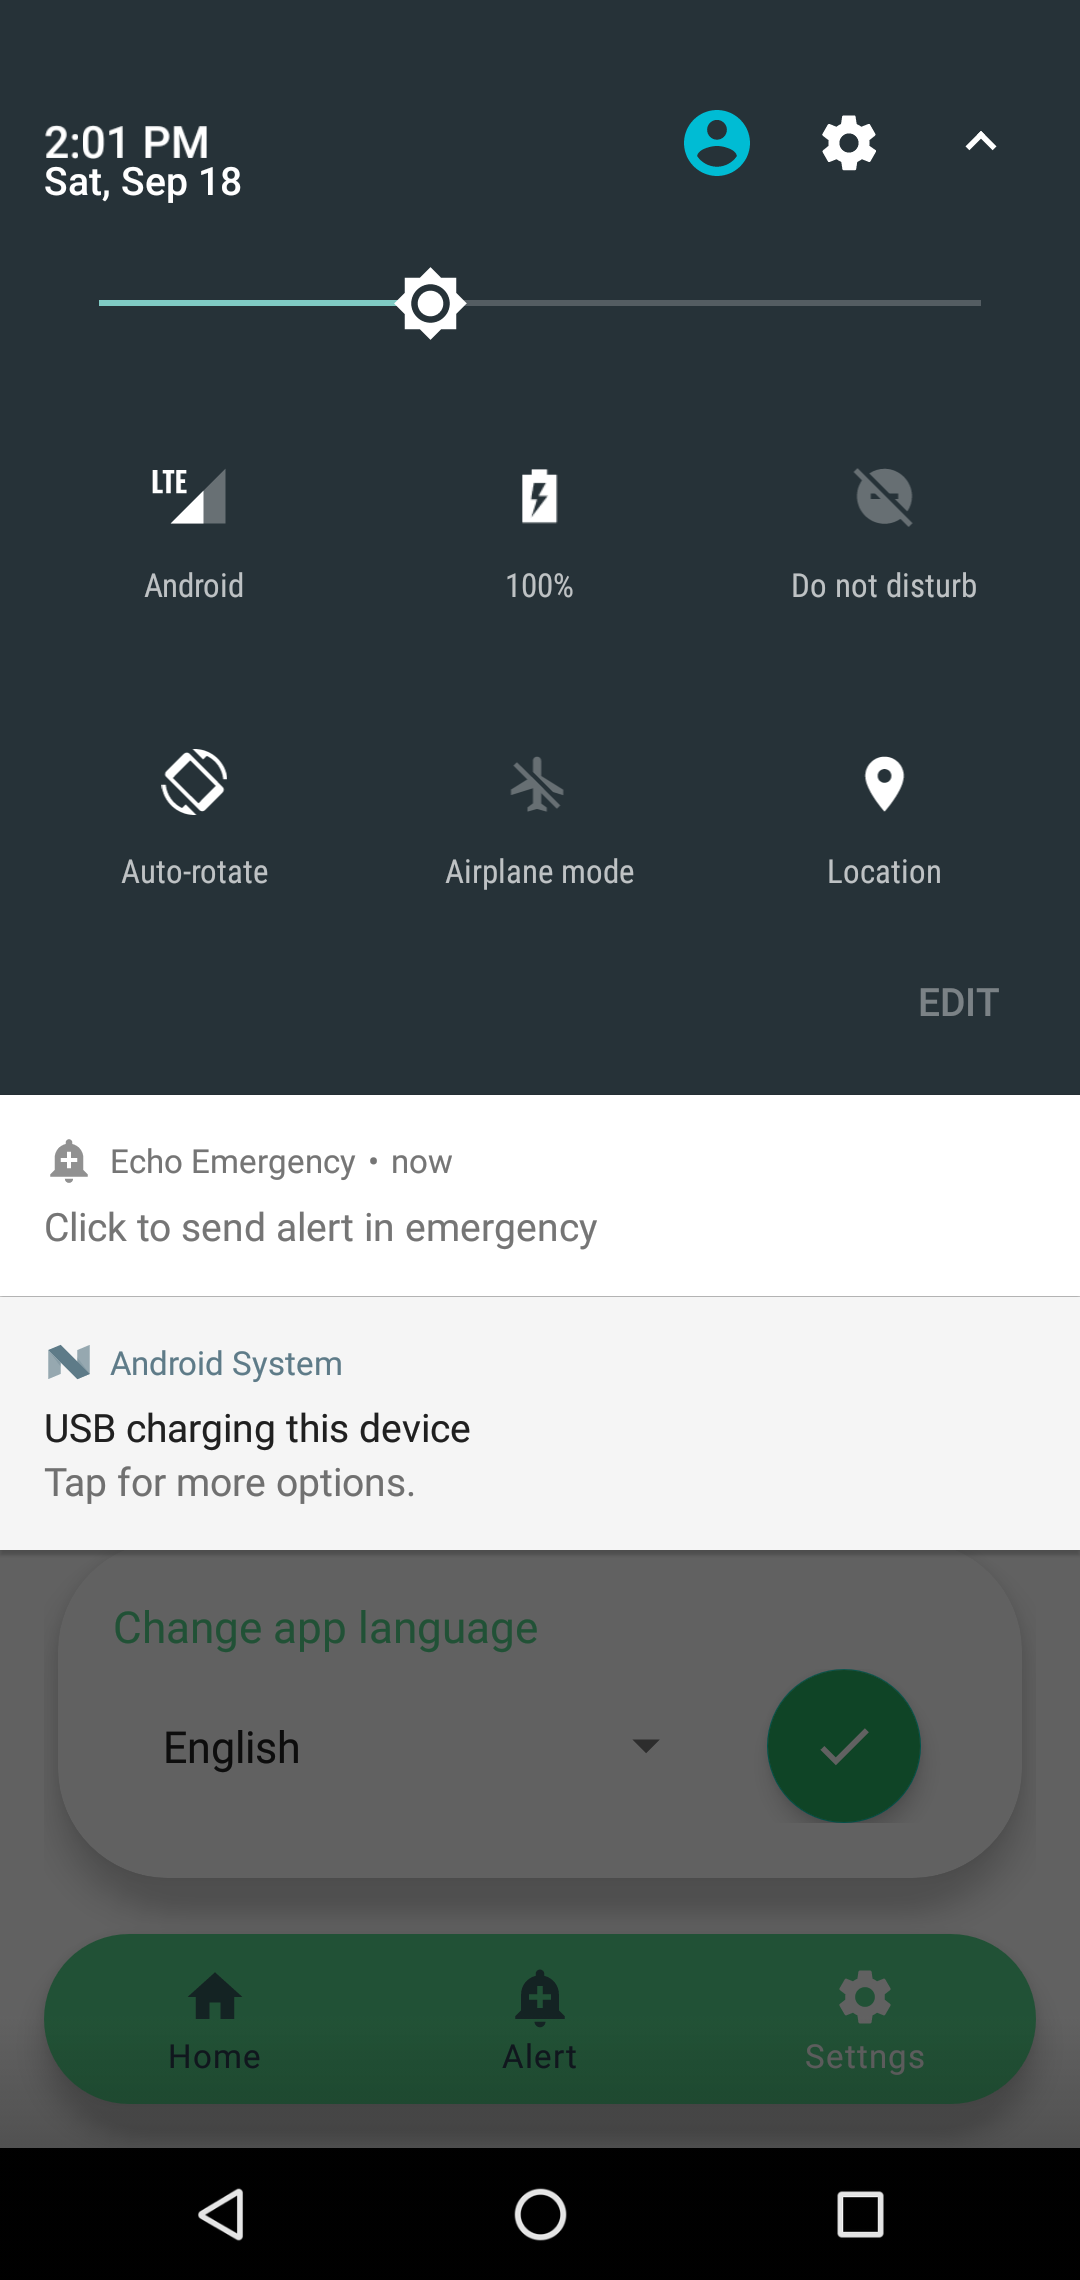 2:01 PM
Sat, Sep 18
LTE
Android
100%
Do not disturb
Auto-rotate
Airplane mode
Location
EDIT
Echo Emergency • now
Click to send alert in emergency
Android System
USB charging this device
Tap for more options.
Change app language
English
Home
Alert
Settngs